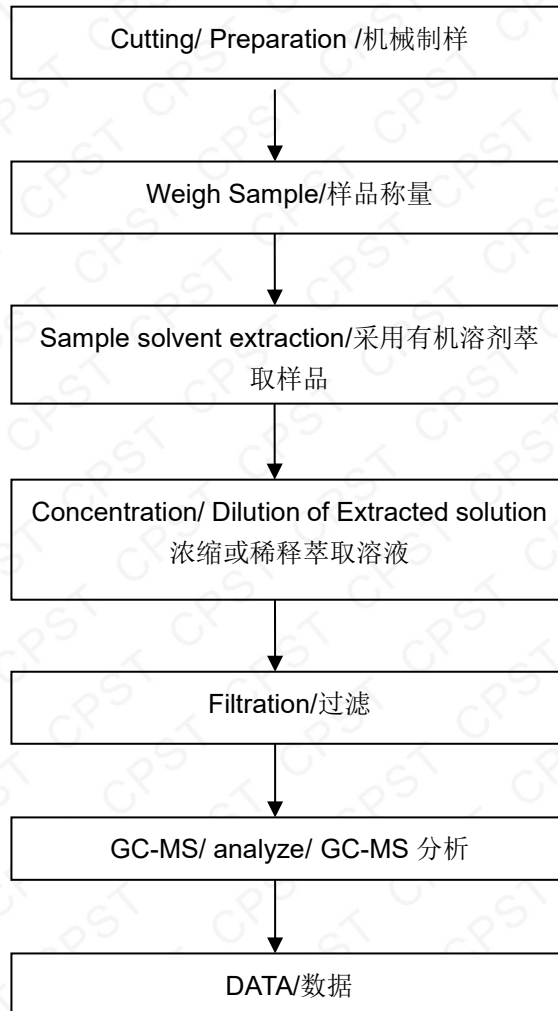 Cutting/ Preparation /机械制样
Weigh Sample/样品称量
Sample solvent extraction/采用有机溶剂萃
取样品
Concentration/ Dilution of Extracted solution
浓缩或稀释萃取溶液
Filtration/过滤
GC-MS/ analyze/ GC-MS 分析
DATA/数据
CPST